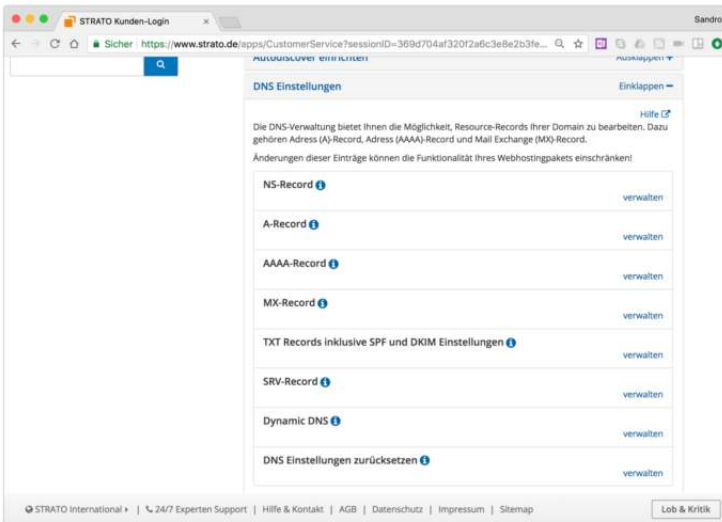 STRATO Kunden-Login
Sandro
Sicher https://www.strato.de/apps/CustomerService?sessionID=369d704af320f2a6c3e8e2b3fe...
Autodiscover einrichten Ausklappen +
DNS Einstellungen Einklappen −
Hilfe
Die DNS-Verwaltung bietet Ihnen die Möglichkeit, Resource-Records Ihrer Domain zu bearbeiten. Dazu
gehören Adress (A)-Record, Adress (AAAA)-Record und Mail Exchange (MX)-Record.
Änderungen dieser Einträge können die Funktionalität Ihres Webhostingpakets einschränken!
NS-Record
verwalten
A-Record
verwalten
AAAA-Record
verwalten
MX-Record
verwalten
TXT Records inklusive SPF und DKIM Einstellungen
verwalten
SRV-Record
verwalten
Dynamic DNS
verwalten
DNS Einstellungen zurücksetzen
verwalten
STRATO International | 24/7 Experten Support | Hilfe & Kontakt | AGB | Datenschutz | Impressum | Sitemap
Lob & Kritik